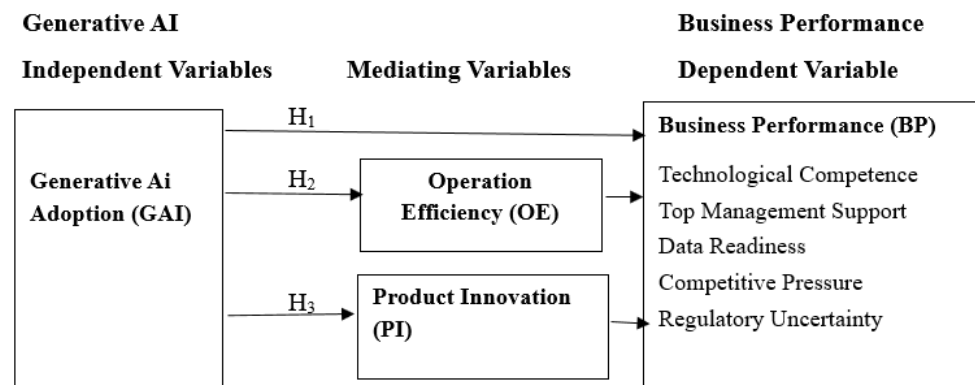 Generative AI
Independent Variables
Mediating Variables
Business Performance
Dependent Variable
Generative Ai
Adoption (GAI)
H₁
H₂
H₃
Operation
Efficiency (OE)
Product Innovation
(PI)
Business Performance (BP)
Technological Competence
Top Management Support
Data Readiness
Competitive Pressure
Regulatory Uncertainty